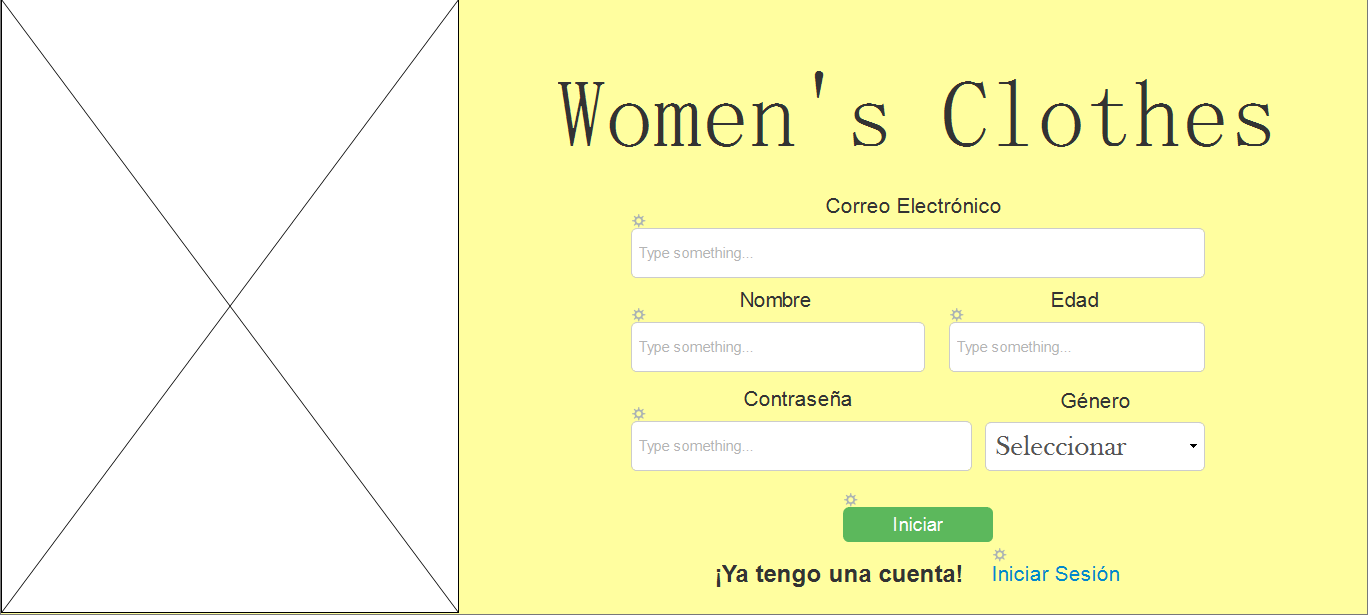 Women's Clothes
Correo Electrónico
Type something...
Nombre
Edad
Type something...
Type something...
Contraseña
Género
Type something...
Seleccionar
Iniciar
¡Ya tengo una cuenta!
Iniciar Sesión